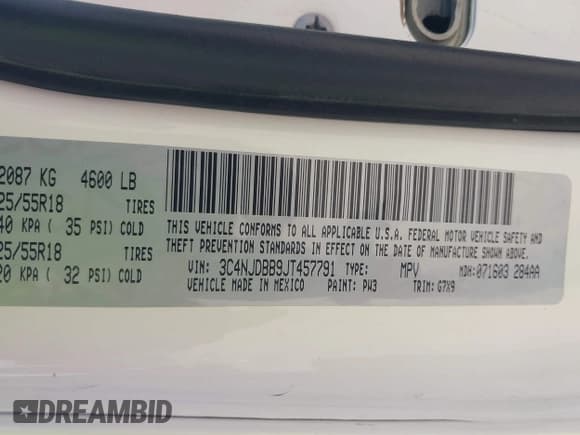 2087 KG 4600 LB
25/55R18 TIRES
40 KPA ( 35 PSI) COLD
25/55R18 TIRES
20 KPA ( 32 PSI) COLD
THIS VEHICLE CONFORMS TO ALL APPLICABLE U.S.A. FEDERAL MOTOR VEHICLE SAFETY AND
THEFT PREVENTION STANDARDS IN EFFECT ON THE DATE OF MANUFACTURE SHOWN ABOVE.
VIN: 3C4NJDBB9JT457791 TYPE: MPV MDH: 071603 284AA
VEHICLE MADE IN MEXICO PAINT: PW3 TRIM: G7X9
DREAMBID